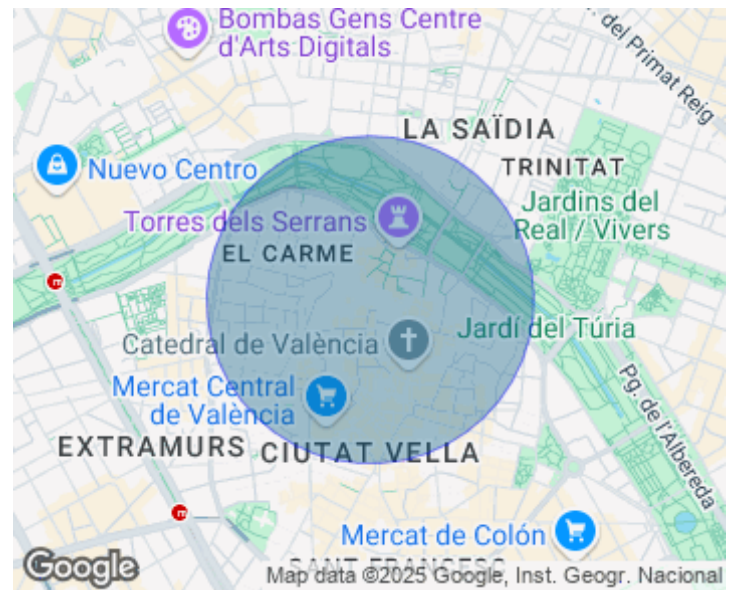 Bombas Gens Centre
d'Arts Digitals
. del Primat Reig
LA SAÏDIA
TRINITAT
Nuevo Centro
Jardins del
Real / Vivers
Torres dels Serrans
EL CARME
Catedral de València
Jardí del Túria
Mercat Central
de València
Pg. de l'Albereda
EXTRAMURS
CIUTAT VELLA
Mercat de Colón
SANT FRANCESC
Google
Map data ©2025 Google, Inst. Geogr. Nacional